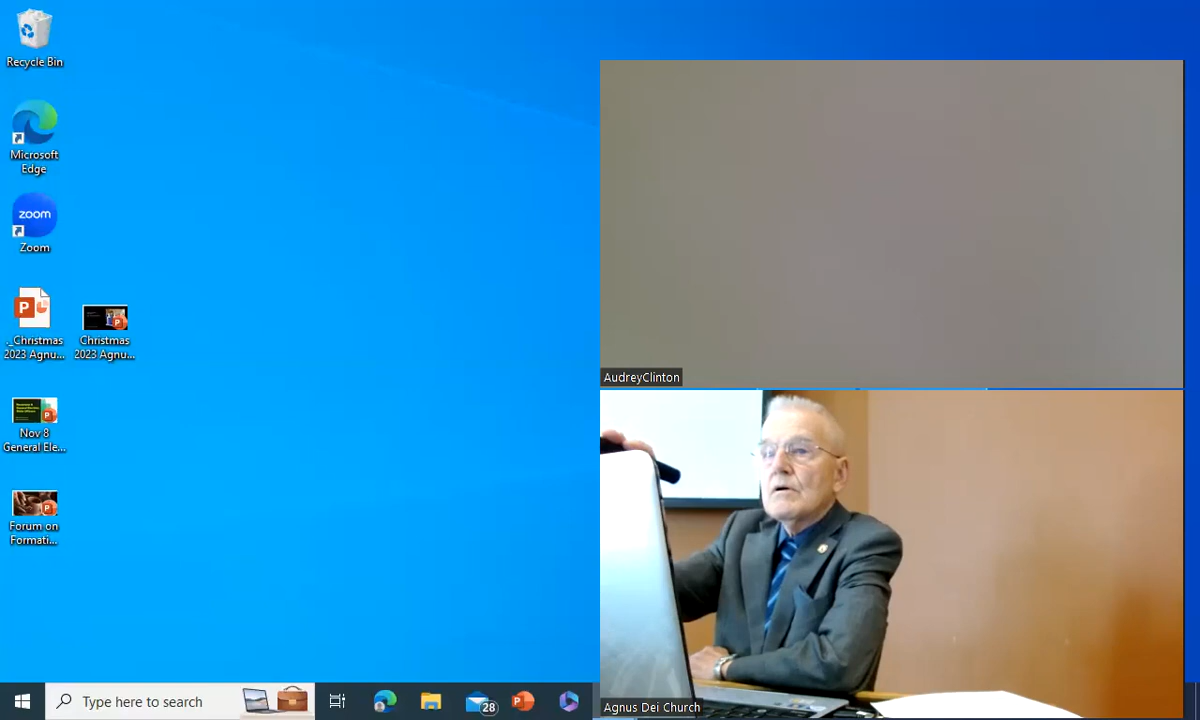 Recycle Bin
Microsoft
Edge
zoom
Zoom
P
._Christmas
2023 Agnu...
Christmas
2023 Agnu...
Nov 8
General Ele...
Forum on
Formati...
AudreyClinton
Agnus Dei Church
Type here to search
28